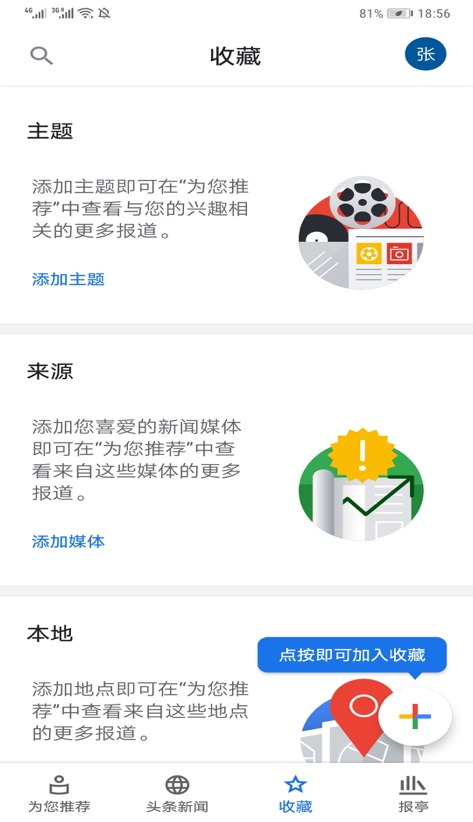 4G 3G R 81% 18:56
收藏 张
主题
添加主题即可在“为您推
荐”中查看与您的兴趣相
关的更多报道。
添加主题
来源
添加您喜爱的新闻媒体
即可在“为您推荐”中查
看来自这些媒体的更多
报道。
添加媒体
本地
点按即可加入收藏
添加地点即可在“为您推
荐”中查看来自这些地点
的更多报道。
为您推荐 头条新闻 收藏 报亭